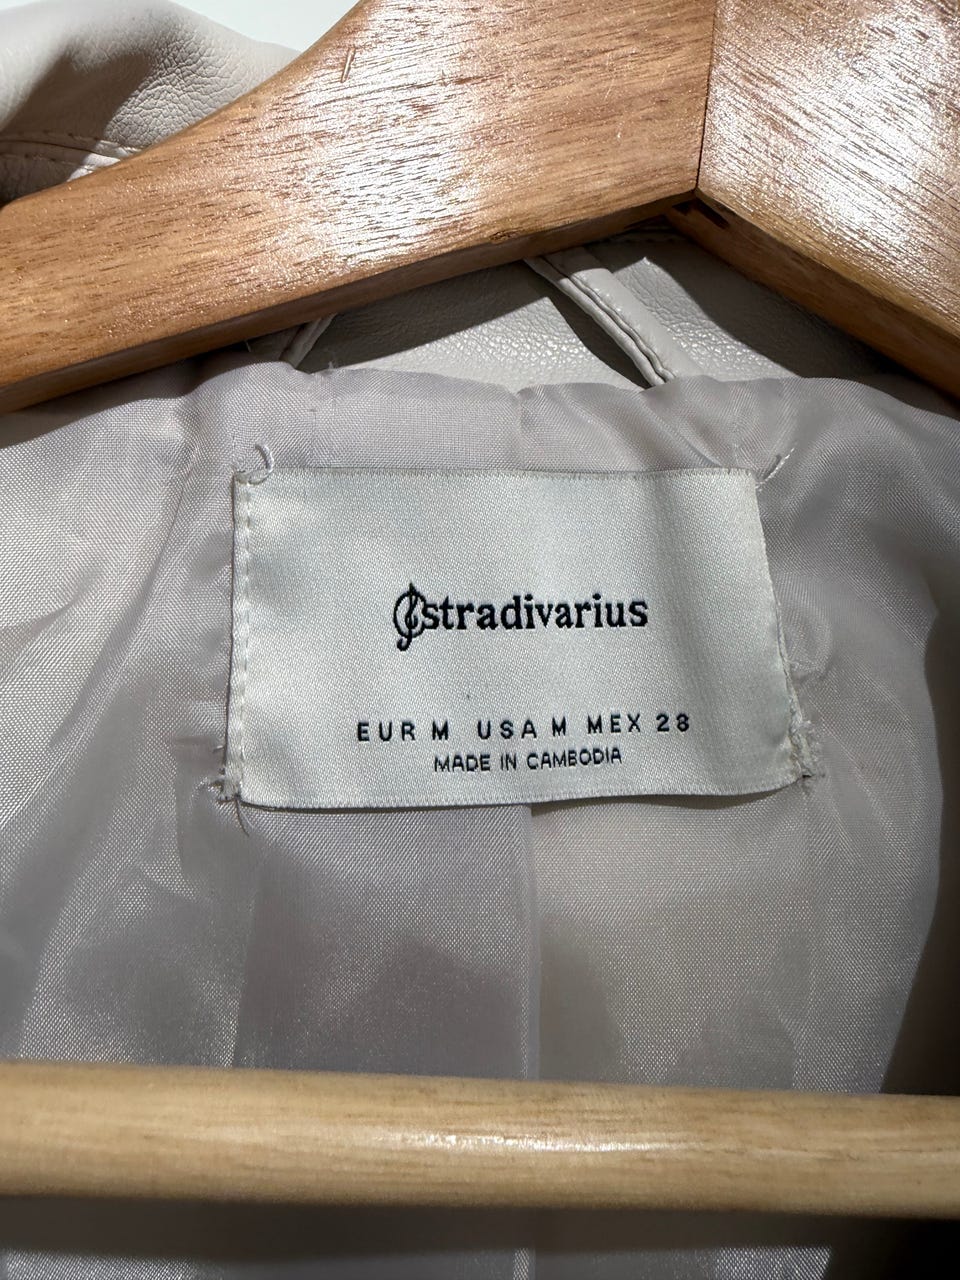 stradivarius
EUR M USA M MEX 28
MADE IN CAMBODIA